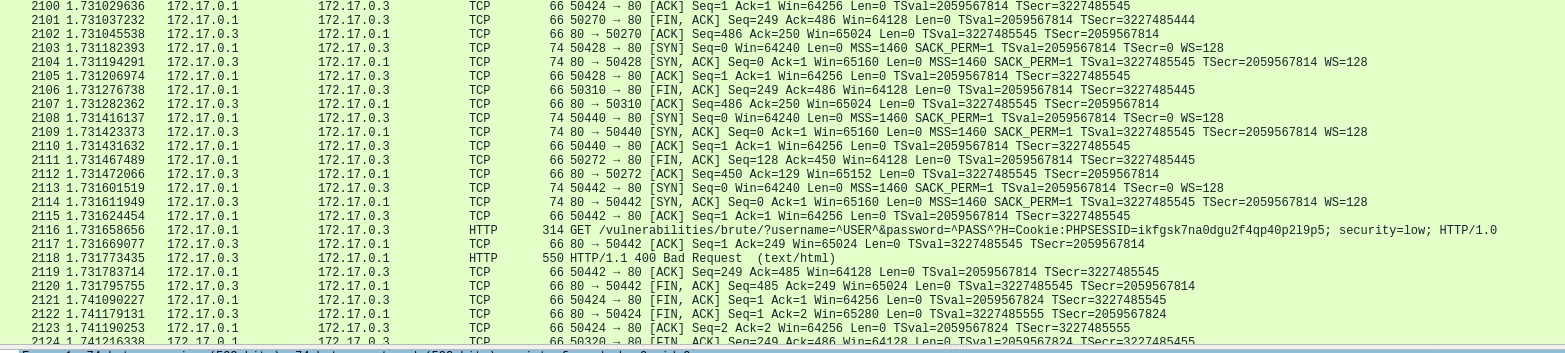 2100 1.731029636 172.17.0.1 172.17.0.3 TCP 66 50424 → 80 [ACK] Seq=1 Ack=1 Win=64256 Len=0 TSval=2059567814 TSecr=3227485545
2101 1.731037232 172.17.0.1 172.17.0.3 TCP 66 50270 → 80 [FIN, ACK] Seq=249 Ack=486 Win=64128 Len=0 TSval=2059567814 TSecr=3227485444
2102 1.731045538 172.17.0.3 172.17.0.1 TCP 66 80 → 50270 [ACK] Seq=486 Ack=250 Win=65024 Len=0 TSval=3227485545 TSecr=2059567814
2103 1.731182393 172.17.0.1 172.17.0.3 TCP 74 50428 → 80 [SYN] Seq=0 Win=64240 Len=0 MSS=1460 SACK_PERM=1 TSval=2059567814 TSecr=0 WS=128
2104 1.731194291 172.17.0.3 172.17.0.1 TCP 74 80 → 50428 [SYN, ACK] Seq=0 Ack=1 Win=65160 Len=0 MSS=1460 SACK_PERM=1 TSval=3227485545 TSecr=2059567814 WS=128
2105 1.731206974 172.17.0.1 172.17.0.3 TCP 66 50428 → 80 [ACK] Seq=1 Ack=1 Win=64256 Len=0 TSval=2059567814 TSecr=3227485545
2106 1.731276738 172.17.0.1 172.17.0.3 TCP 66 50310 → 80 [FIN, ACK] Seq=249 Ack=486 Win=64128 Len=0 TSval=2059567814 TSecr=3227485445
2107 1.731282362 172.17.0.3 172.17.0.1 TCP 66 80 → 50310 [ACK] Seq=486 Ack=250 Win=65024 Len=0 TSval=3227485545 TSecr=2059567814
2108 1.731416137 172.17.0.1 172.17.0.3 TCP 74 50440 → 80 [SYN] Seq=0 Win=64240 Len=0 MSS=1460 SACK_PERM=1 TSval=2059567814 TSecr=0 WS=128
2109 1.731423373 172.17.0.3 172.17.0.1 TCP 74 80 → 50440 [SYN, ACK] Seq=0 Ack=1 Win=65160 Len=0 MSS=1460 SACK_PERM=1 TSval=3227485545 TSecr=2059567814 WS=128
2110 1.731431632 172.17.0.1 172.17.0.3 TCP 66 50440 → 80 [ACK] Seq=1 Ack=1 Win=64256 Len=0 TSval=2059567814 TSecr=3227485545
2111 1.731467489 172.17.0.1 172.17.0.3 TCP 66 50272 → 80 [FIN, ACK] Seq=128 Ack=450 Win=64128 Len=0 TSval=2059567814 TSecr=3227485445
2112 1.731472066 172.17.0.3 172.17.0.1 TCP 66 80 → 50272 [ACK] Seq=450 Ack=129 Win=65152 Len=0 TSval=3227485545 TSecr=2059567814
2113 1.731601519 172.17.0.1 172.17.0.3 TCP 74 50442 → 80 [SYN] Seq=0 Win=64240 Len=0 MSS=1460 SACK_PERM=1 TSval=2059567814 TSecr=0 WS=128
2114 1.731611949 172.17.0.3 172.17.0.1 TCP 74 80 → 50442 [SYN, ACK] Seq=0 Ack=1 Win=65160 Len=0 MSS=1460 SACK_PERM=1 TSval=3227485545 TSecr=2059567814 WS=128
2115 1.731624454 172.17.0.1 172.17.0.3 TCP 66 50442 → 80 [ACK] Seq=1 Ack=1 Win=64256 Len=0 TSval=2059567814 TSecr=3227485545
2116 1.731658656 172.17.0.1 172.17.0.3 HTTP 314 GET /vulnerabilities/brute/?username=^USER^&password=^PASS^?H=Cookie:PHPSESSID=ikfgsk7na0dgu2f4qp40p2l9p5; security=low; HTTP/1.0
2117 1.731669077 172.17.0.3 172.17.0.1 TCP 66 80 → 50442 [ACK] Seq=1 Ack=249 Win=65024 Len=0 TSval=3227485545 TSecr=2059567814
2118 1.731773435 172.17.0.3 172.17.0.1 HTTP 550 HTTP/1.1 400 Bad Request (text/html)
2119 1.731783714 172.17.0.1 172.17.0.3 TCP 66 50442 → 80 [ACK] Seq=249 Ack=485 Win=64128 Len=0 TSval=2059567814 TSecr=3227485545
2120 1.731795755 172.17.0.3 172.17.0.1 TCP 66 80 → 50442 [FIN, ACK] Seq=485 Ack=249 Win=65024 Len=0 TSval=3227485545 TSecr=2059567814
2121 1.741090227 172.17.0.1 172.17.0.3 TCP 66 50424 → 80 [FIN, ACK] Seq=1 Ack=1 Win=64256 Len=0 TSval=2059567824 TSecr=3227485545
2122 1.741179131 172.17.0.3 172.17.0.1 TCP 66 80 → 50424 [FIN, ACK] Seq=1 Ack=2 Win=65280 Len=0 TSval=3227485555 TSecr=2059567824
2123 1.741190253 172.17.0.1 172.17.0.3 TCP 66 50424 → 80 [ACK] Seq=2 Ack=2 Win=64256 Len=0 TSval=2059567824 TSecr=3227485555
2124 1.741216338 172.17.0.1 172.17.0.3 TCP 66 50320 → 80 [FIN, ACK] Seq=249 Ack=486 Win=64128 Len=0 TSval=2059567824 TSecr=3227485455